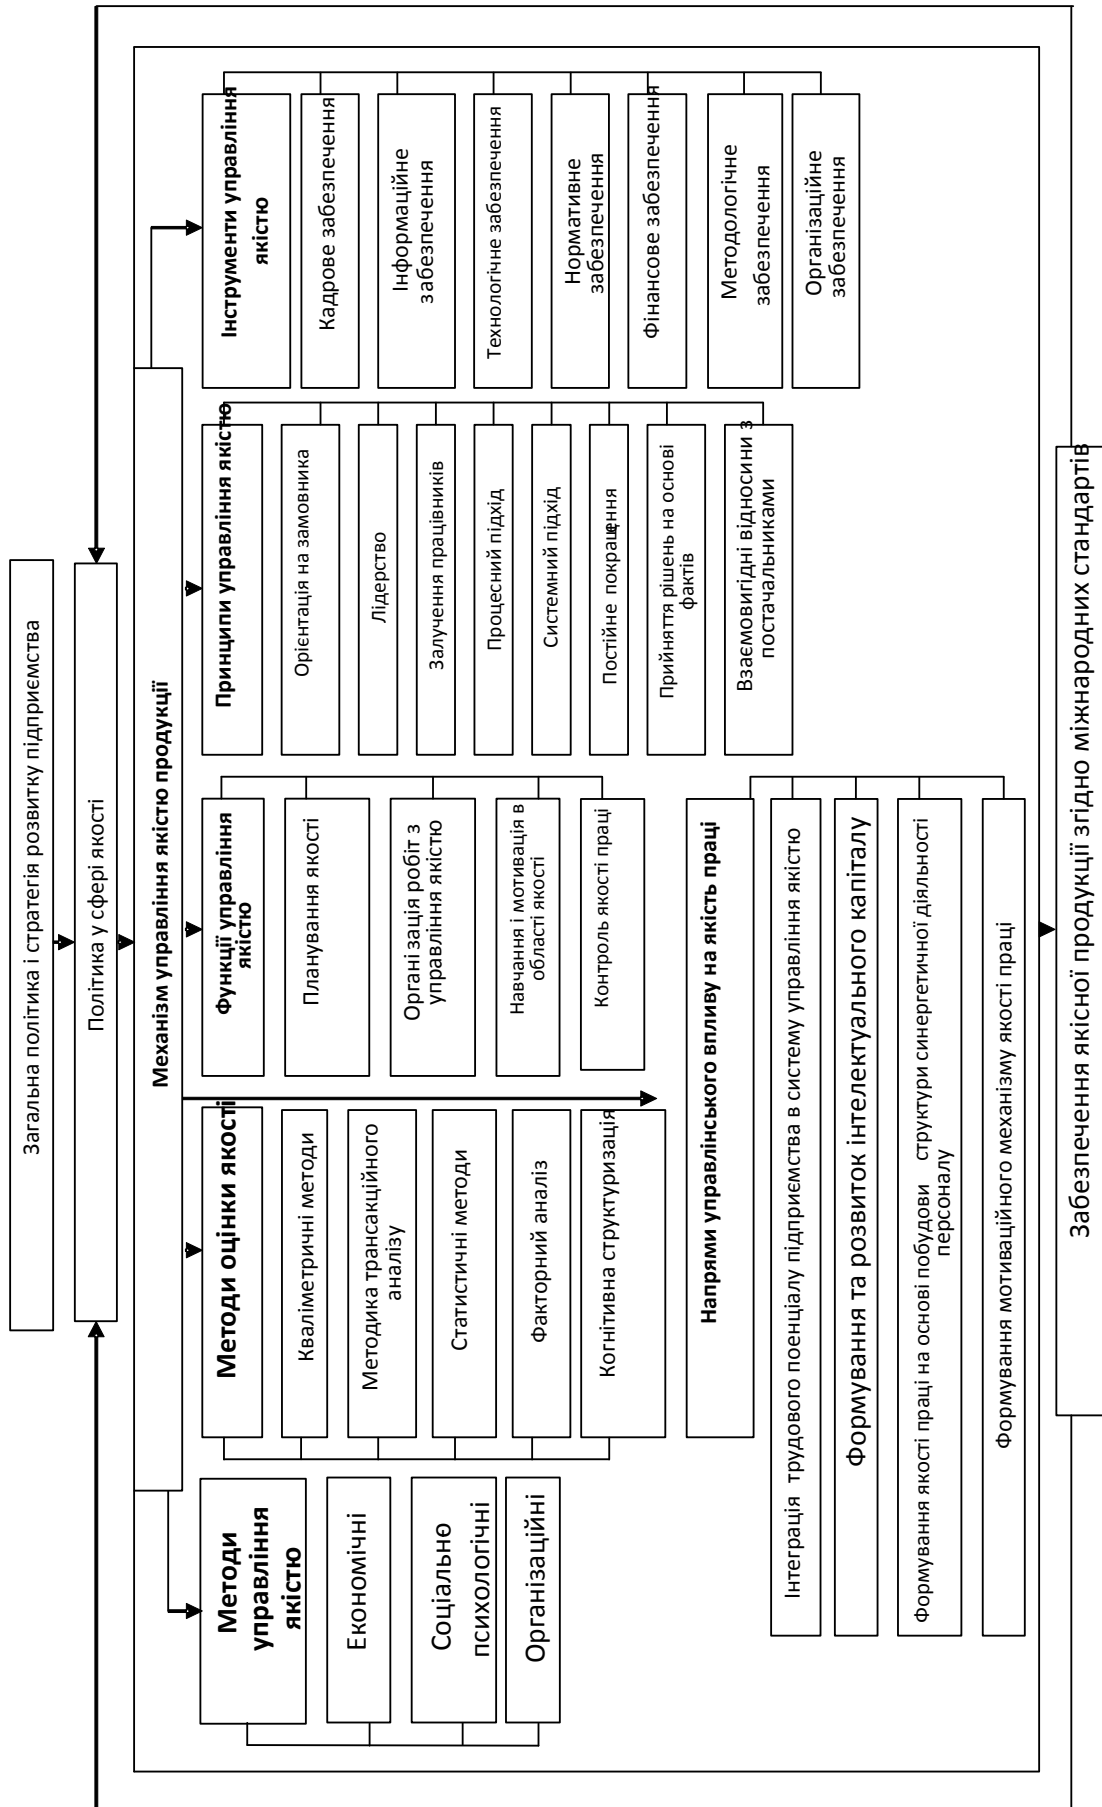 Загальна політика і стратегія розвитку підприємства
Політика у сфері якості
Механізм управління якістю продукції
Методи
управління
якістю
Економічні
Соціально
психологічні
Організаційні
Методи оцінки якості
Кваліметричні методи
Методика трансакційного
аналізу
Статистичні методи
Факторний аналіз
Когнітивна структуризація
Функції управління
якістю
Планування якості
Органі зація робіт з
управління якістю
Навчання і мотивація в
області якості
Контроль якості праці
Принципи управління якістю
Орієнтація на замовника
Лідерство
Залучення працівників
Процесний підхід
Системний підхід
Постійне покращення
Прийняття рішень на основі
фактів
Взаємовигідні відносини з
постачальниками
Інструменти управління
якістю
Кадрове забезпечення
Інформаційне
забезпечення
Технологічне забезпечення
Нормативне
забезпечення
Фінансове забезпечення
Методологічне
забезпечення
Організаційне
забезпечення
Напрями управлінського впливу на якість праці
Інтеграція трудового поенціалу підприємства в систему управління якістю
Формування та розвиток інтелектуального капіталу
Формування якості праці на основі побудови структури синергетичної діяльності
персоналу
Формування мотиваційного механізму якості праці
Забезпечення якісної продукції згідно міжнародних стандартів